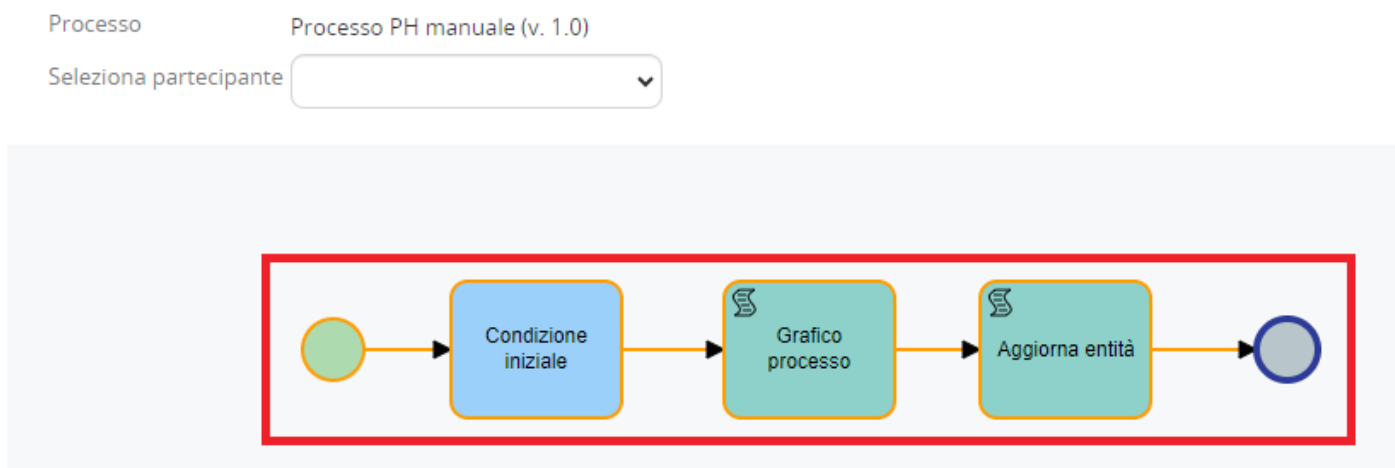 Processo
Processo PH manuale (v. 1.0)
Seleziona partecipante
Condizione
iniziale
Grafico
processo
Aggiorna entità